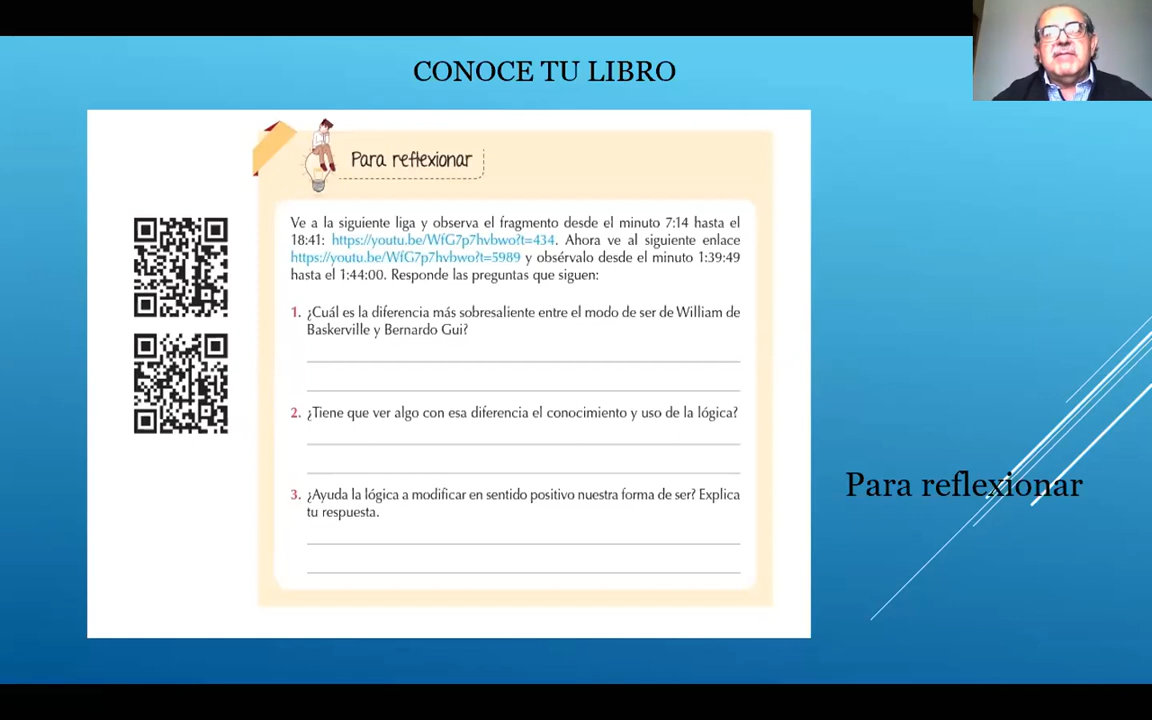 CONOCE TU LIBRO
Para reflexionar
Ve a la siguiente liga y observa el fragmento desde el minuto 7:14 hasta el
18:41: https://youtu.be/WfG7p7hvbwo?t=434. Ahora ve al siguiente enlace
https://youtu.be/WfG7p7hvbwo?t=5989 y obsérvalo desde el minuto 1:39:49
hasta el 1:44:00. Responde las preguntas que siguen:
1. ¿Cuál es la diferencia más sobresaliente entre el modo de ser de William de
Baskerville y Bernardo Gui?
2. ¿Tiene que ver algo con esa diferencia el conocimiento y uso de la lógica?
3. ¿Ayuda la lógica a modificar en sentido positivo nuestra forma de ser? Explica
tu respuesta.
Para reflexionar